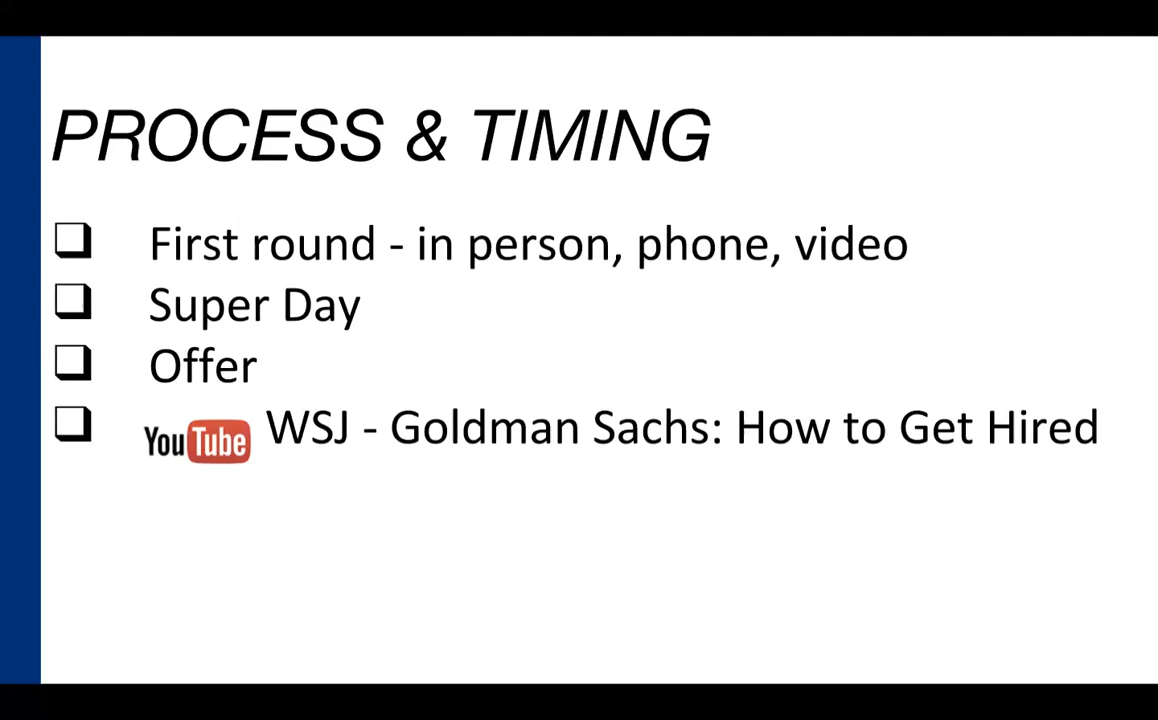 PROCESS & TIMING
First round - in person, phone, video
Super Day
Offer
YouTube WSJ - Goldman Sachs: How to Get Hired